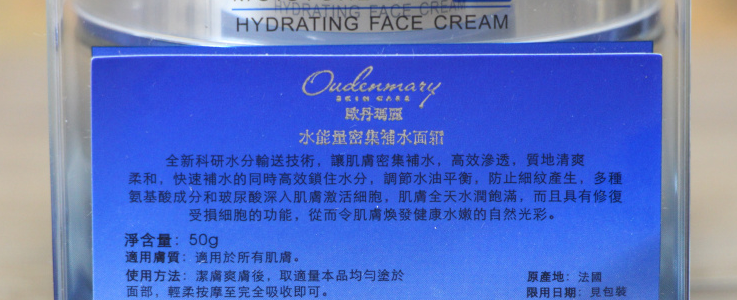 HYDRATING FACE CREAM
HYDRATING FACE CREAM
Oudenmary
歐丹瑪麗
水能量密集補水面霜
全新科研水分輸送技術，讓肌膚密集補水，高效滲透，質地清爽
柔和，快速補水的同時高效鎖住水分，調節水油平衡，防止細紋產生，多種
氨基酸成分和玻尿酸深入肌膚激活細胞，肌膚全天水潤飽滿，而且具有修復
受損細胞的功能，從而令肌膚煥發健康水嫩的自然光彩。
淨含量：50g
適用膚質：適用於所有肌膚。
使用方法：潔膚爽膚後，取適量本品均勻塗於
面部，輕柔按摩至完全吸收即可。
原產地：法國
限用日期：見包裝